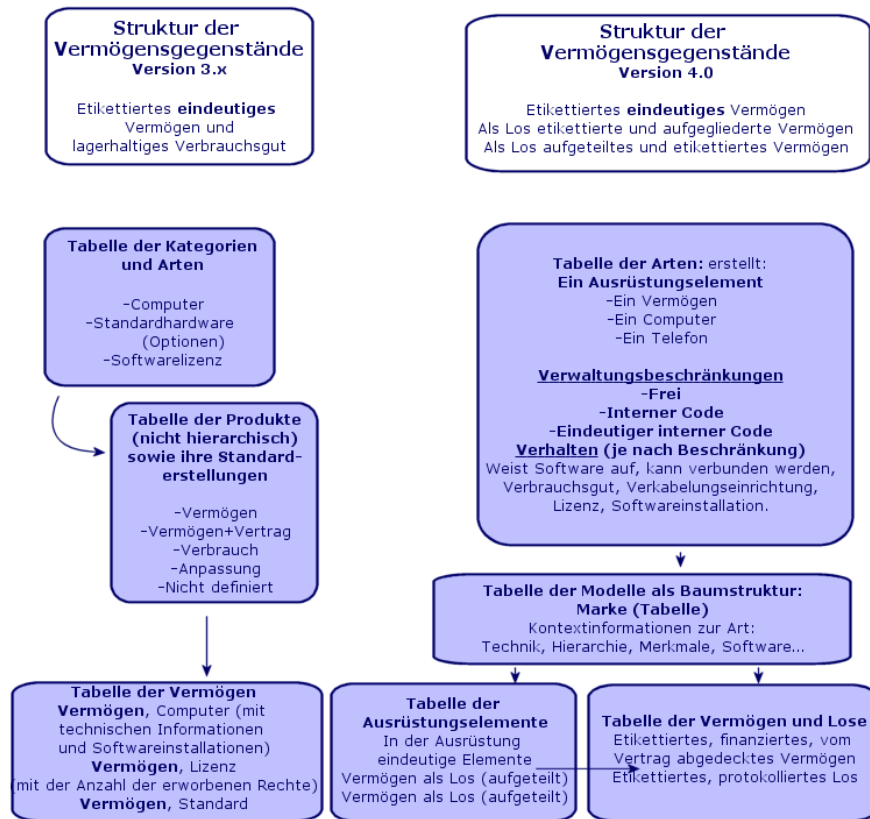 Struktur der
Vermögensgegenstände
Version 3.x
Etikettiertes eindeutiges
Vermögen und
lagerhaltiges Verbrauchsgut
Struktur der
Vermögensgegenstände
Version 4.0
Etikettiertes eindeutiges Vermögen
Als Los etikettierte und aufgegliederte Vermögen
Als Los aufgeteiltes und etikettiertes Vermögen
Tabelle der Kategorien
und Arten
-Computer
-Standardhardware
(Optionen)
-Softwarelizenz
Tabelle der Produkte
(nicht hierarchisch)
sowie ihre Standard-
erstellungen
-Vermögen
-Vermögen+Vertrag
-Verbrauch
-Anpassung
-Nicht definiert
Tabelle der Vermögen
Vermögen, Computer (mit
technischen Informationen
und Softwareinstallationen)
Vermögen, Lizenz
(mit der Anzahl der erworbenen Rechte)
Vermögen, Standard
Tabelle der Arten: erstellt:
Ein Ausrüstungselement
-Ein Vermögen
-Ein Computer
-Ein Telefon
Verwaltungsbeschränkungen
-Frei
-Interner Code
-Eindeutiger interner Code
Verhalten (je nach Beschränkung)
Weist Software auf, kann verbunden werden,
Verbrauchsgut, Verkabelungseinrichtung,
Lizenz, Softwareinstallation.
Tabelle der Modelle als Baumstruktur:
Marke (Tabelle)
Kontextinformationen zur Art:
Technik, Hierarchie, Merkmale, Software...
Tabelle der
Ausrüstungselemente
In der Ausrüstung
eindeutige Elemente
Vermögen als Los (aufgeteilt)
Vermögen als Los (aufgeteilt)
Tabelle der Vermögen und Lose
Etikettiertes, finanziertes, vom
Vertrag abgedecktes Vermögen
Etikettiertes, protokolliertes Los